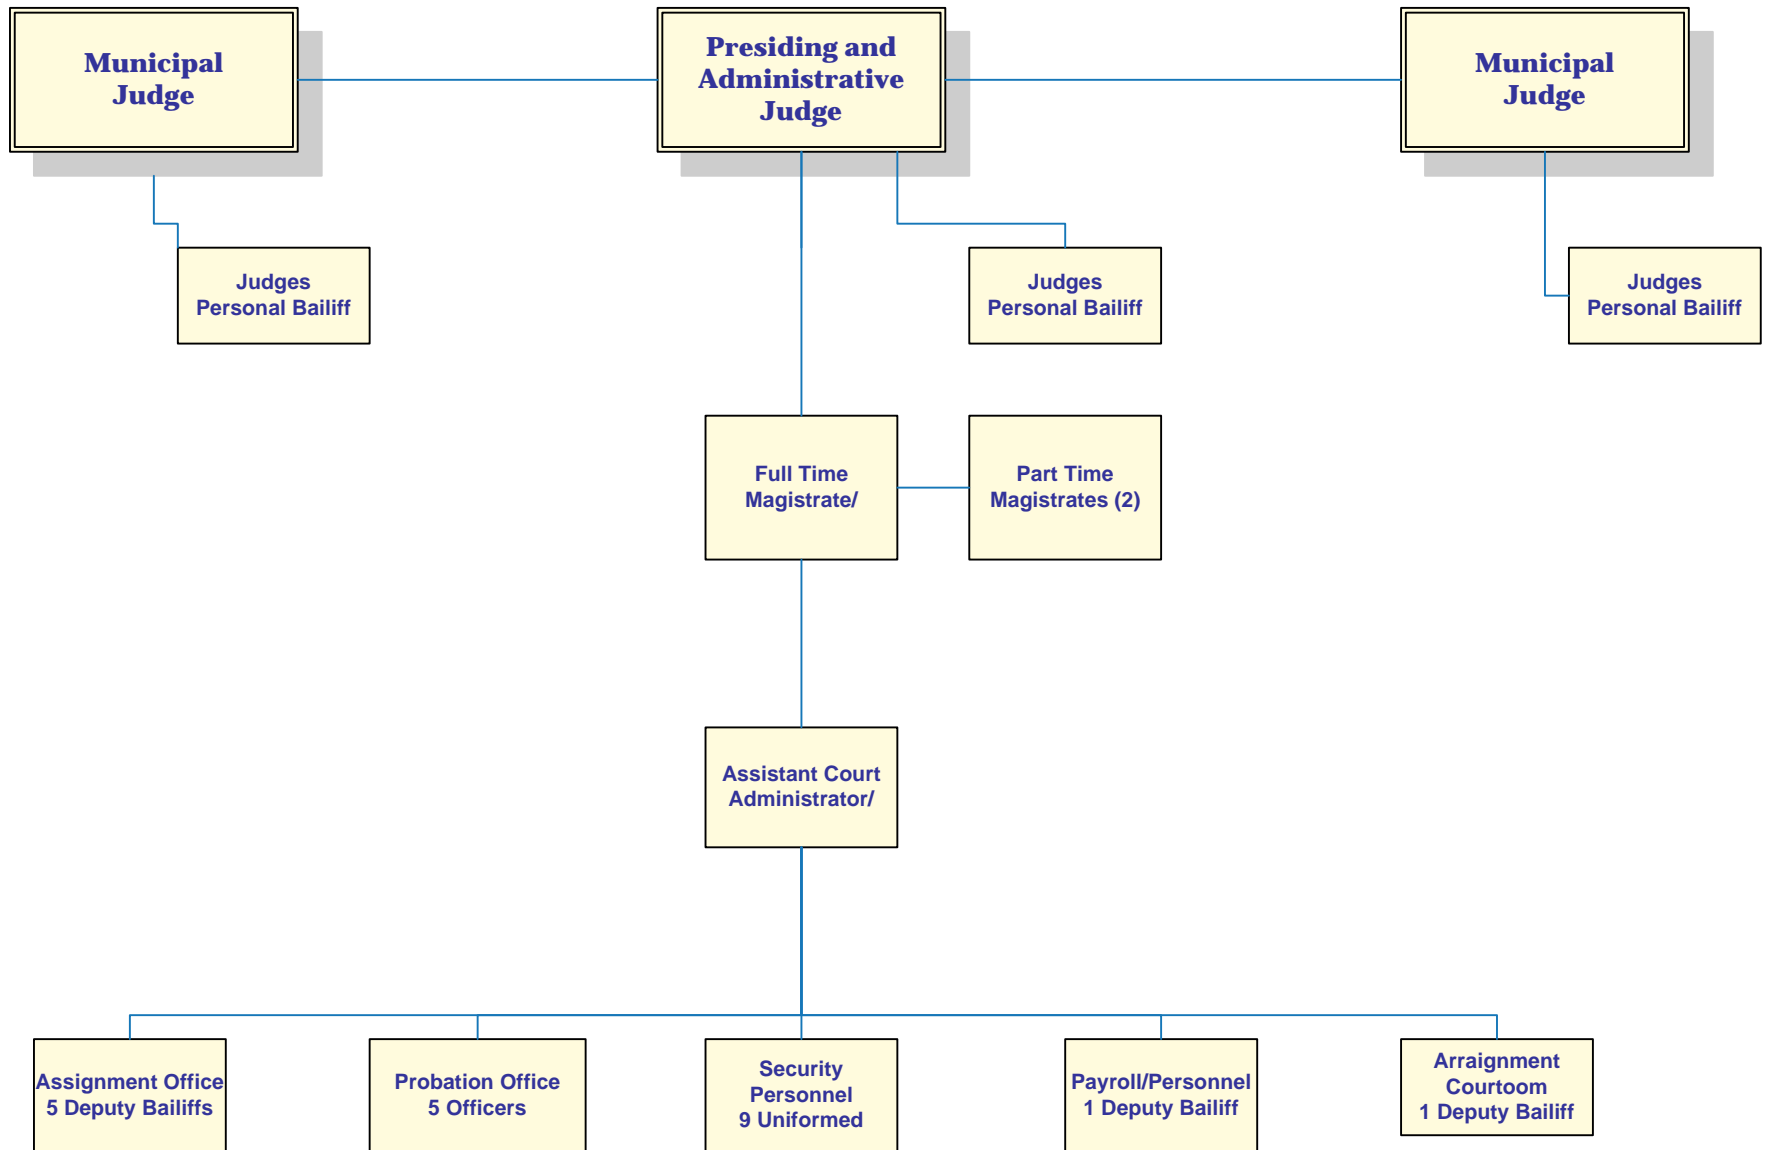 Municipal
Judge
Presiding and
Administrative
Judge
Municipal
Judge
Judges
Personal Bailiff
Judges
Personal Bailiff
Judges
Personal Bailiff
Full Time
Magistrate/
Part Time
Magistrates (2)
Assistant Court
Administrator/
Assignment Office
5 Deputy Bailiffs
Probation Office
5 Officers
Security
Personnel
9 Uniformed
Payroll/Personnel
1 Deputy Bailiff
Arraignment
Courtoom
1 Deputy Bailiff